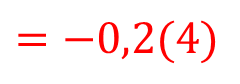 = −0,2(4)